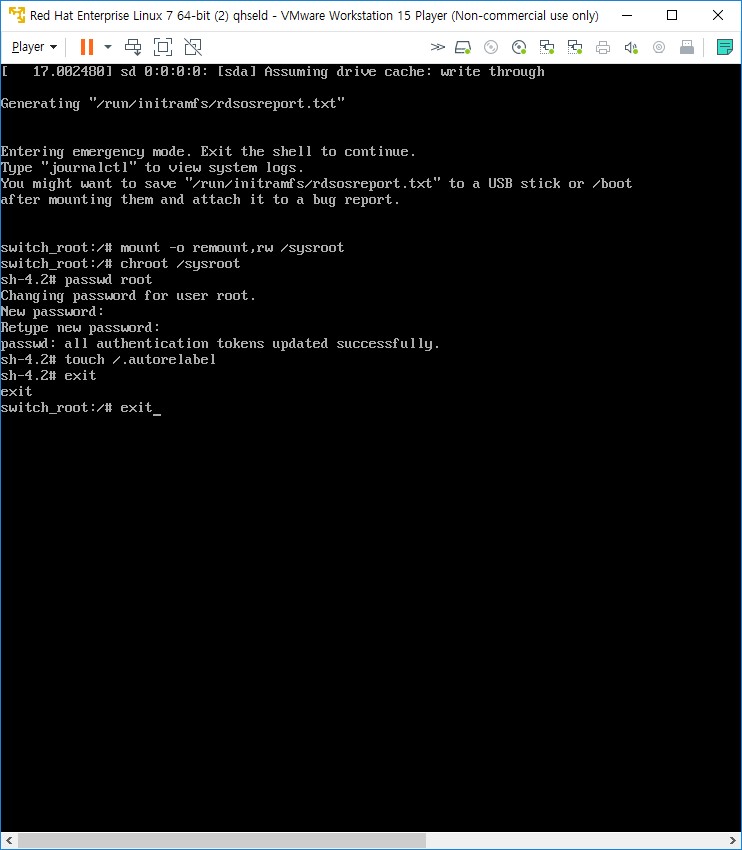 Red Hat Enterprise Linux 7 64-bit (2) qhseld - VMware Workstation 15 Player (Non-commercial use only)
Player
[   17.002480] sd 0:0:0:0: [sda] Assuming drive cache: write through
Generating "/run/initramfs/rdsosreport.txt"
Entering emergency mode. Exit the shell to continue.
Type "journalctl" to view system logs.
You might want to save "/run/initramfs/rdsosreport.txt" to a USB stick or /boot
after mounting them and attach it to a bug report.
switch_root:/# mount -o remount,rw /sysroot
switch_root:/# chroot /sysroot
sh-4.2# passwd root
Changing password for user root.
New password:
Retype new password:
passwd: all authentication tokens updated successfully.
sh-4.2# touch /.autorelabel
sh-4.2# exit
exit
switch_root:/# exit_